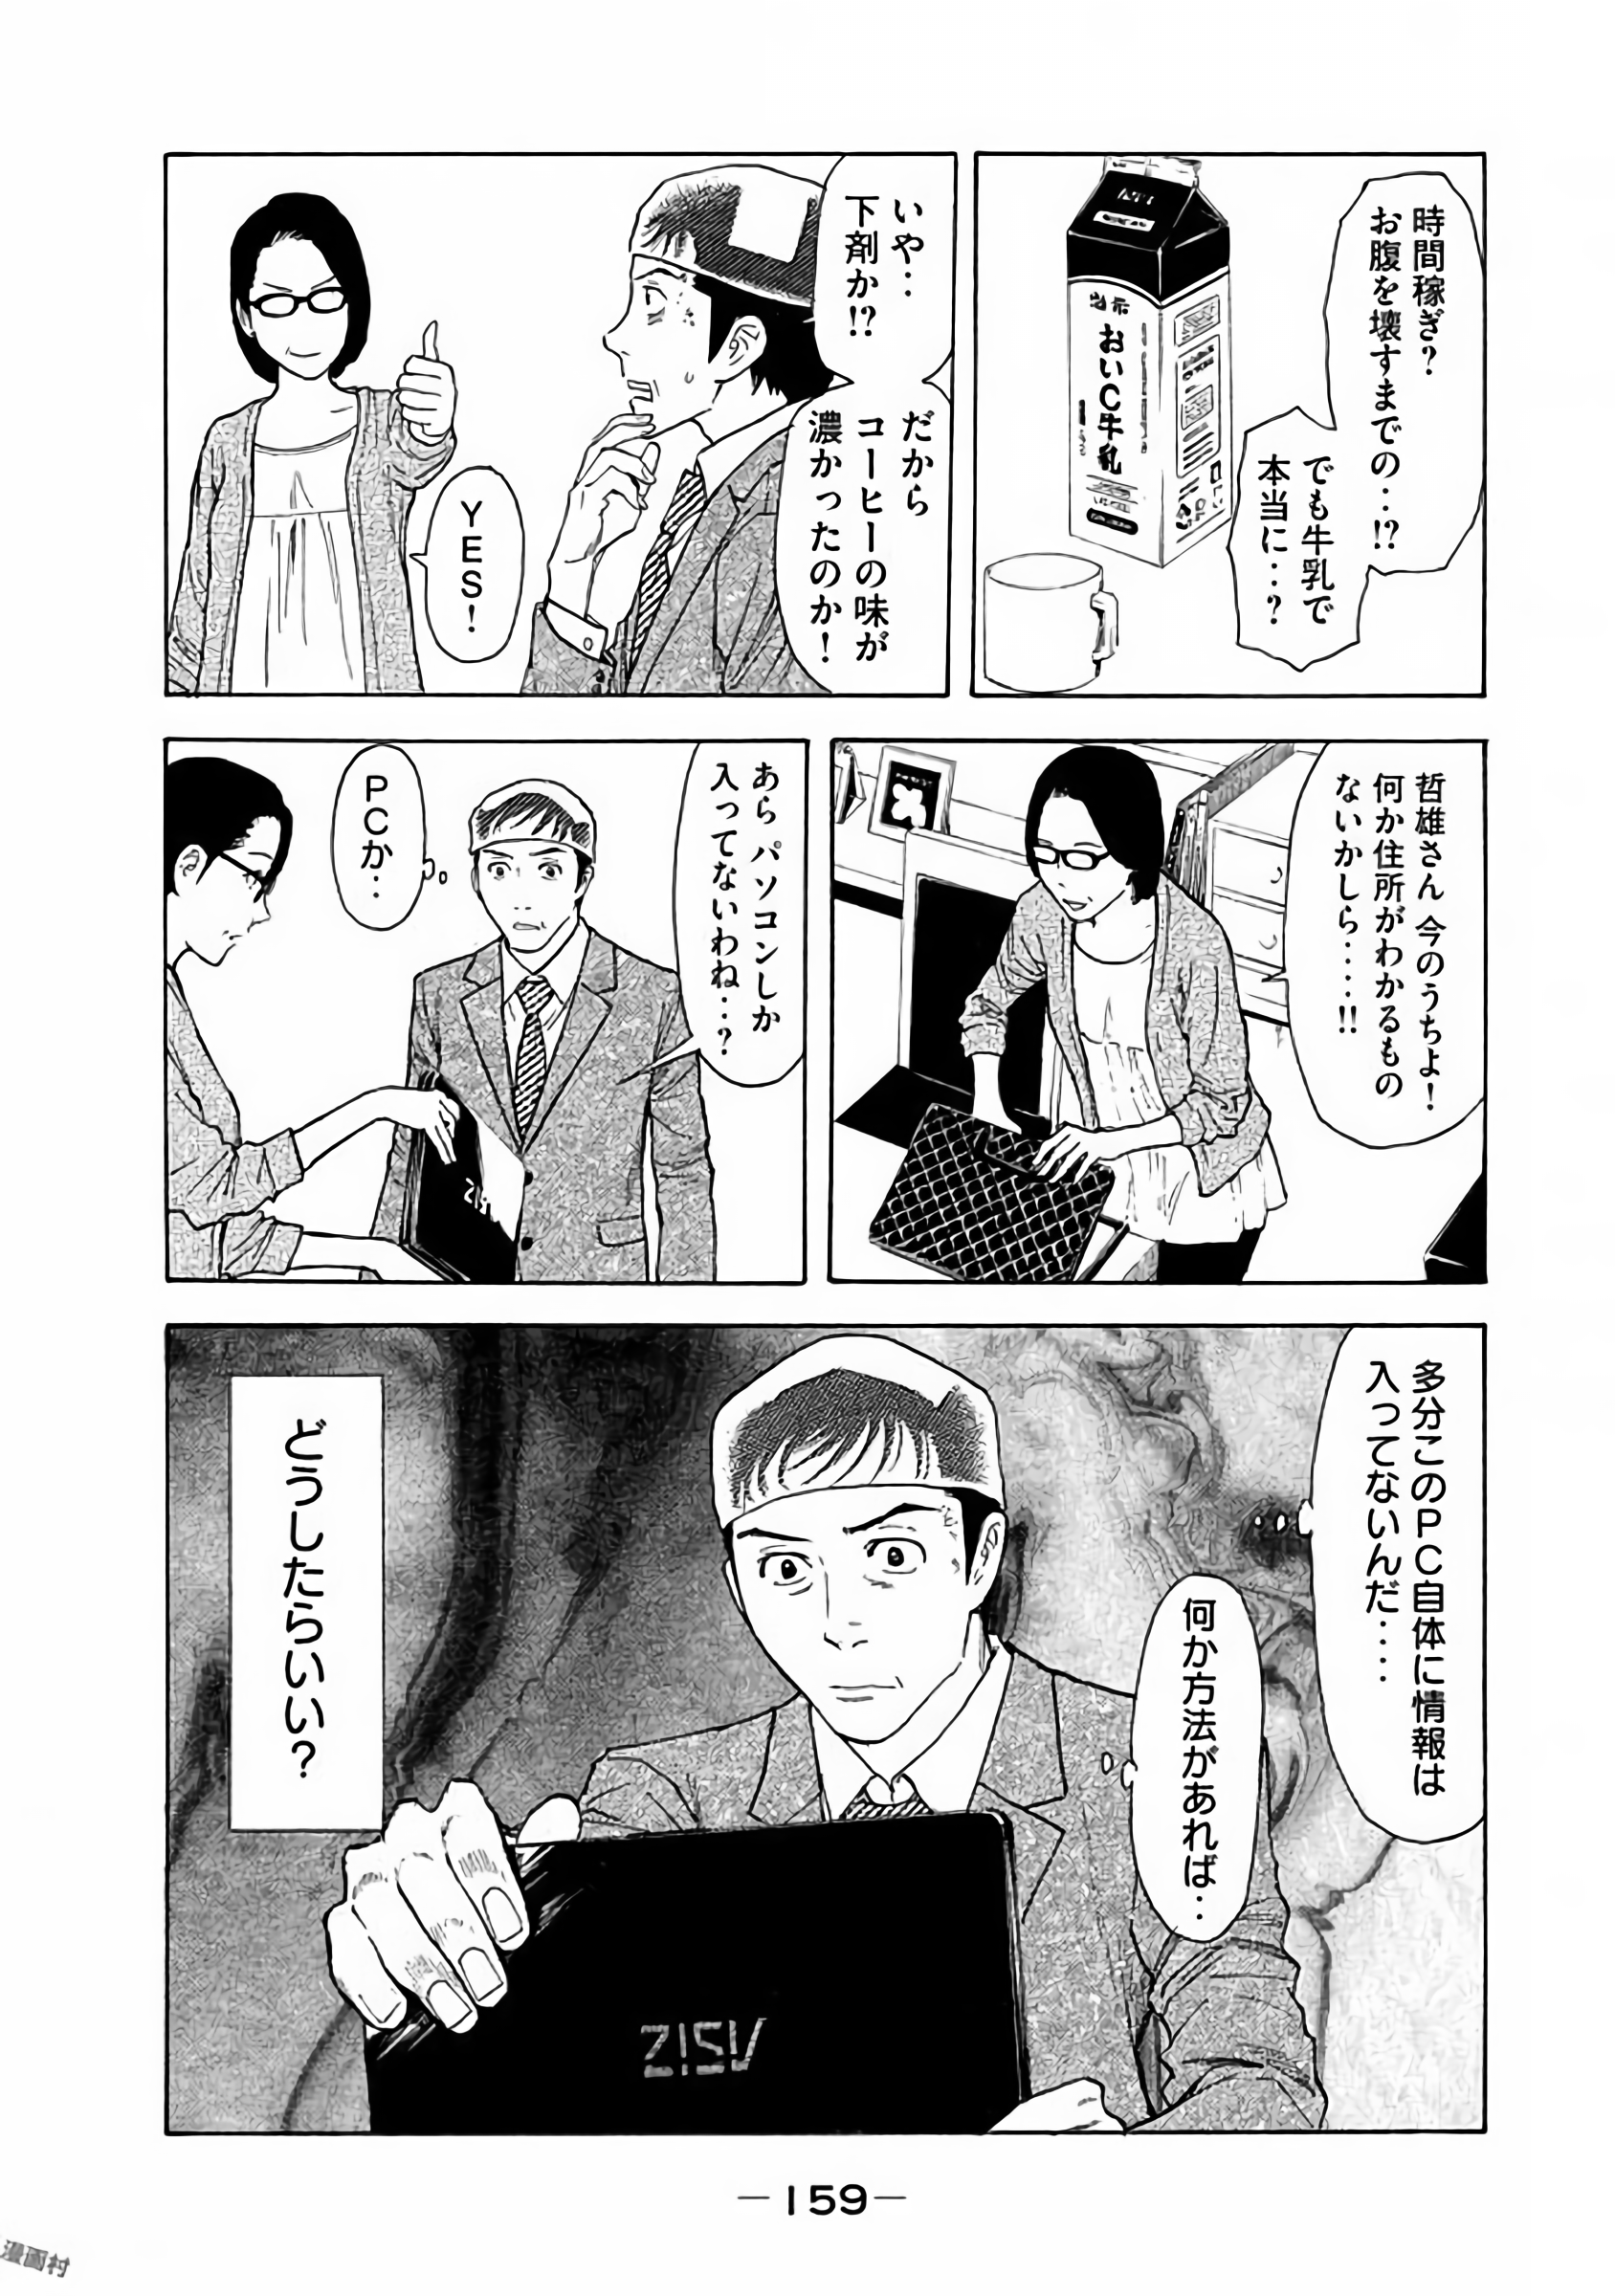 時間稼ぎ?
お腹を壊すまでの‥!?
でも牛乳で
本当に‥?
おいC牛乳
いや‥
下剤か!?
だから
コーヒーの味が
濃かったのか!
YES!
哲雄さん 今のうちよ!
何か住所がわかるもの
ないかしら‥‥!!
あら パソコンしか
入ってないわね‥?
PCか‥
多分このPC自体に情報は
入ってないんだ‥‥
何か方法があれば‥
どうしたらいい?
ZISV
—159—
漫画村